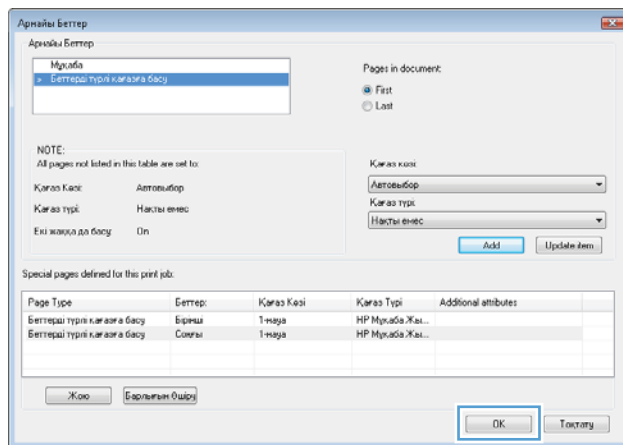 Арнайы Беттер
Арнайы Беттер
Мұқаба
» Беттерді түрлі қағазға басу
Pages in document:
First
Last
NOTE:
All pages not listed in this table are set to:
Қағаз Көзі: Автовыбор
Қағаз түрі: Нақты емес
Екі жаққа да басу: On
Қағаз көзі:
Автовыбор
Қағаз түрі:
Нақты емес
Add Update item
Special pages defined for this print job:
Page Type Беттер: Қағаз Көзі Қағаз Түрі Additional attributes
Беттерді түрлі қағазға басу Бірінші 1-науа HP Мұқаба Жы...
Беттерді түрлі қағазға басу Соңғы 1-науа HP Мұқаба Жы...
Жою Барлығын Өшіру
OK Тоқтату